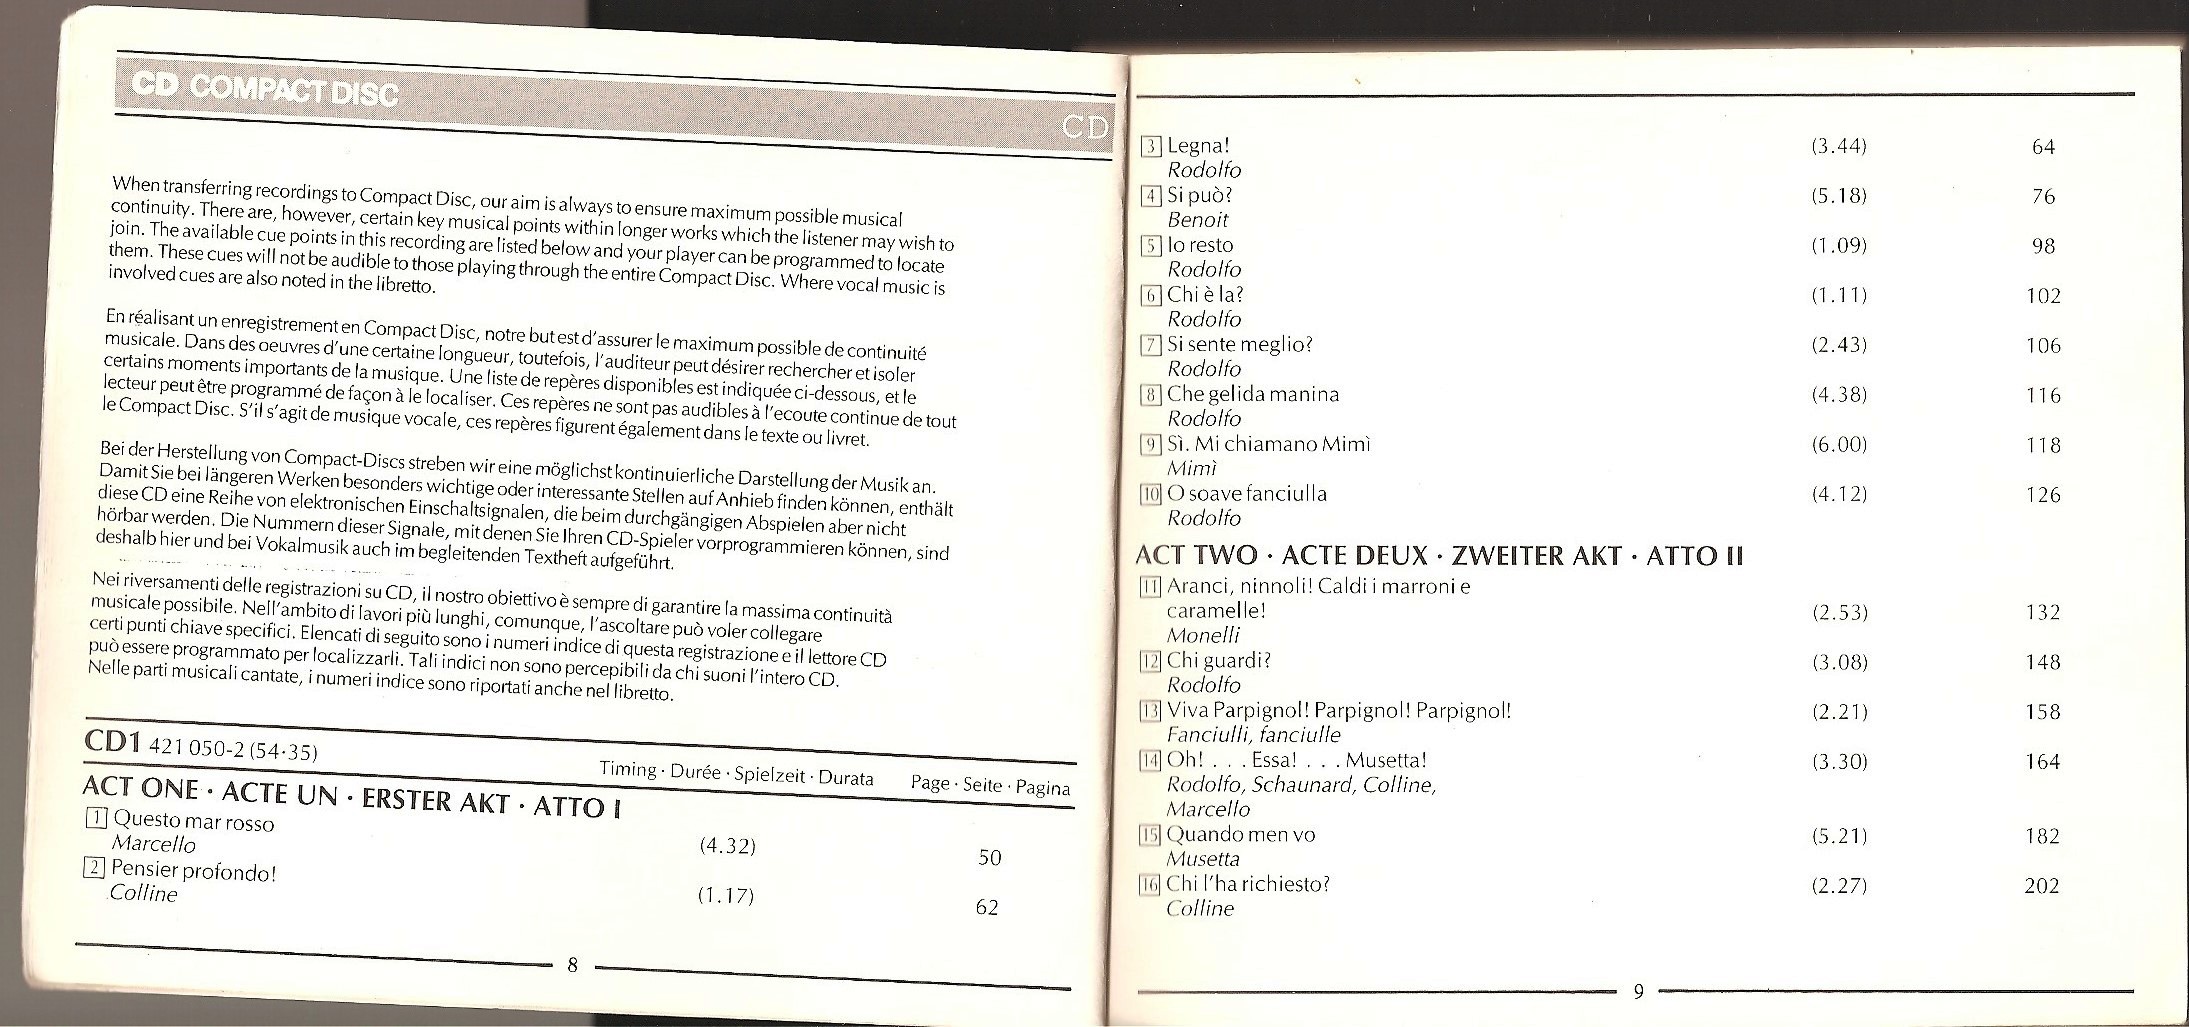 CD COMPACT DISC
CD
When transferring recordings to Compact Disc, our aim is always to ensure maximum possible musical
continuity. There are, however, certain key musical points within longer works which the listener may wish to
join. The available cue points in this recording are listed below and your player can be programmed to locate
them. These cues will not be audible to those playing through the entire Compact Disc. Where vocal music is
involved cues are also noted in the libretto.
En réalisant un enregistrement en Compact Disc, notre but est d'assurer le maximum possible de continuité
musicale. Dans des oeuvres d'une certaine longueur, toutefois, l'auditeur peut désirer rechercher et isoler
certains moments importants de la musique. Une liste de repères disponibles est indiquée ci-dessous, et le
lecteur peut être programmé de façon à le localiser. Ces repères ne sont pas audibles à l'ecoute continue de tout
le Compact Disc. S'il s'agit de musique vocale, ces repères figurent également dans le texte ou livret.
Bei der Herstellung von Compact-Discs streben wir eine möglichst kontinuierliche Darstellung der Musik an.
Damit Sie bei längeren Werken besonders wichtige oder interessante Stellen auf Anhieb finden können, enthält
diese CD eine Reihe von elektronischen Einschaltsignalen, die beim durchgängigen Abspielen aber nicht
hörbar werden. Die Nummern dieser Signale, mit denen Sie Ihren CD-Spieler vorprogrammieren können, sind
deshalb hier und bei Vokalmusik auch im begleitenden Textheft aufgeführt.
Nei riversamenti delle registrazioni su CD, il nostro obiettivo è sempre di garantire la massima continuità
musicale possibile. Nell'ambito di lavori più lunghi, comunque, l'ascoltare può voler collegare
certi punti chiave specifici. Elencati di seguito sono i numeri indice di questa registrazione e il lettore CD
può essere programmato per localizzarli. Tali indici non sono percepibili da chi suoni l'intero CD.
Nelle parti musicali cantate, i numeri indice sono riportati anche nel libretto.
CD1 421 050-2 (54·35)
Timing · Durée · Spielzeit · Durata Page · Seite · Pagina
ACT ONE · ACTE UN · ERSTER AKT · ATTO I
1 Questo mar rosso
Marcello (4.32) 50
2 Pensier profondo!
Colline (1.17) 62
8
3 Legna! (3.44) 64
Rodolfo
4 Si può? (5.18) 76
Benoit
5 Io resto (1.09) 98
Rodolfo
6 Chi è la? (1.11) 102
Rodolfo
7 Si sente meglio? (2.43) 106
Rodolfo
8 Che gelida manina (4.38) 116
Rodolfo
9 Sì. Mi chiamano Mimì (6.00) 118
Mimì
10 O soave fanciulla (4.12) 126
Rodolfo
ACT TWO · ACTE DEUX · ZWEITER AKT · ATTO II
11 Aranci, ninnoli! Caldi i marroni e
caramelle! (2.53) 132
Monelli
12 Chi guardi? (3.08) 148
Rodolfo
13 Viva Parpignol! Parpignol! Parpignol! (2.21) 158
Fanciulli, fanciulle
14 Oh! . . . Essa! . . . Musetta! (3.30) 164
Rodolfo, Schaunard, Colline,
Marcello
15 Quando men vo (5.21) 182
Musetta
16 Chi l'ha richiesto? (2.27) 202
Colline
9